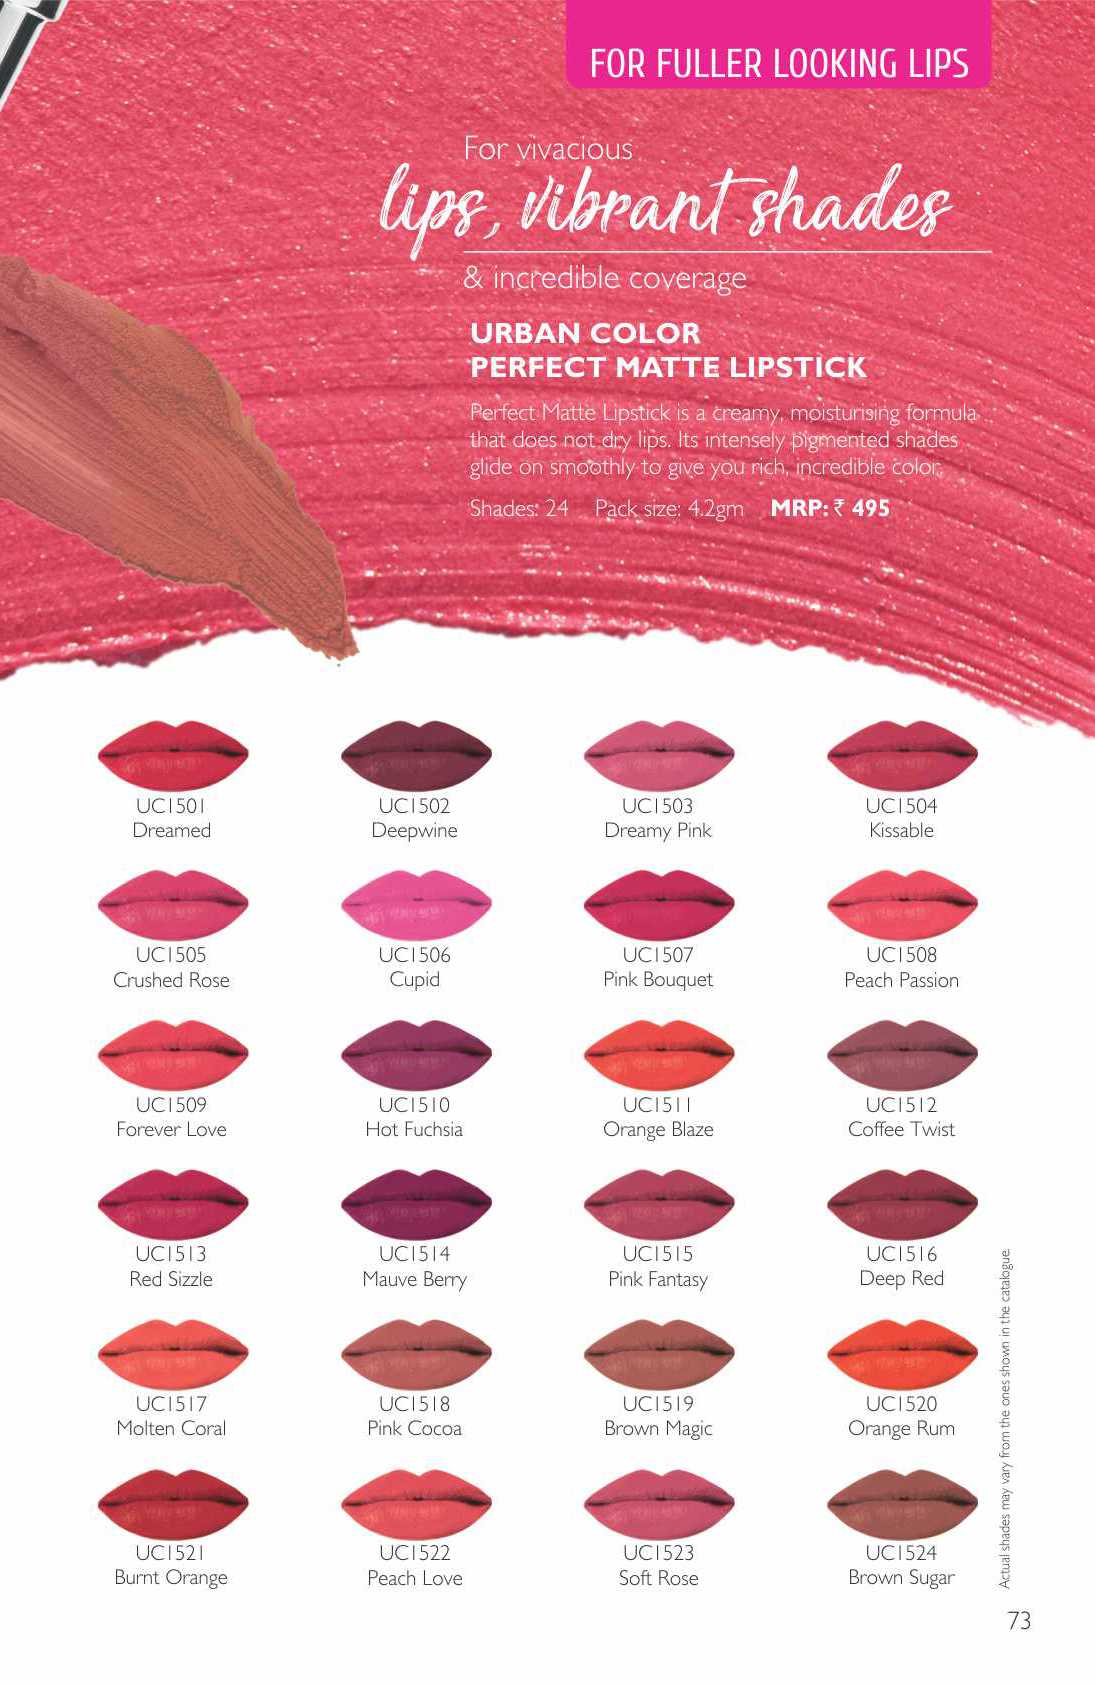 FOR FULLER LOOKING LIPS
For vivacious
lips, vibrant shades
& incredible coverage
URBAN COLOR
PERFECT MATTE LIPSTICK
Perfect Matte Lipstick is a creamy, moisturising formula
that does not dry lips. Its intensely pigmented shades
glide on smoothly to give you rich, incredible color.
Shades: 24 Pack size: 4.2gm MRP: ₹ 495
UC1501 UC1502 UC1503 UC1504
Dreamed Deepwine Dreamy Pink Kissable
UC1505 UC1506 UC1507 UC1508
Crushed Rose Cupid Pink Bouquet Peach Passion
UC1509 UC1510 UC1511 UC1512
Forever Love Hot Fuchsia Orange Blaze Coffee Twist
UC1513 UC1514 UC1515 UC1516
Red Sizzle Mauve Berry Pink Fantasy Deep Red
UC1517 UC1518 UC1519 UC1520
Molten Coral Pink Cocoa Brown Magic Orange Rum
UC1521 UC1522 UC1523 UC1524
Burnt Orange Peach Love Soft Rose Brown Sugar
Actual shades may vary from the ones shown in the catalogue.
73